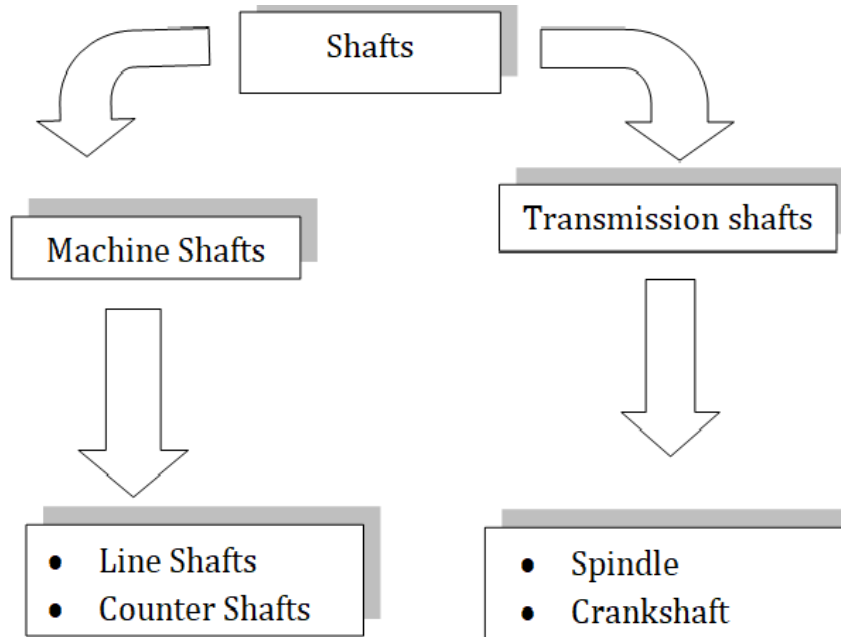 Shafts
Machine Shafts
Transmission shafts
• Line Shafts
• Counter Shafts
• Spindle
• Crankshaft